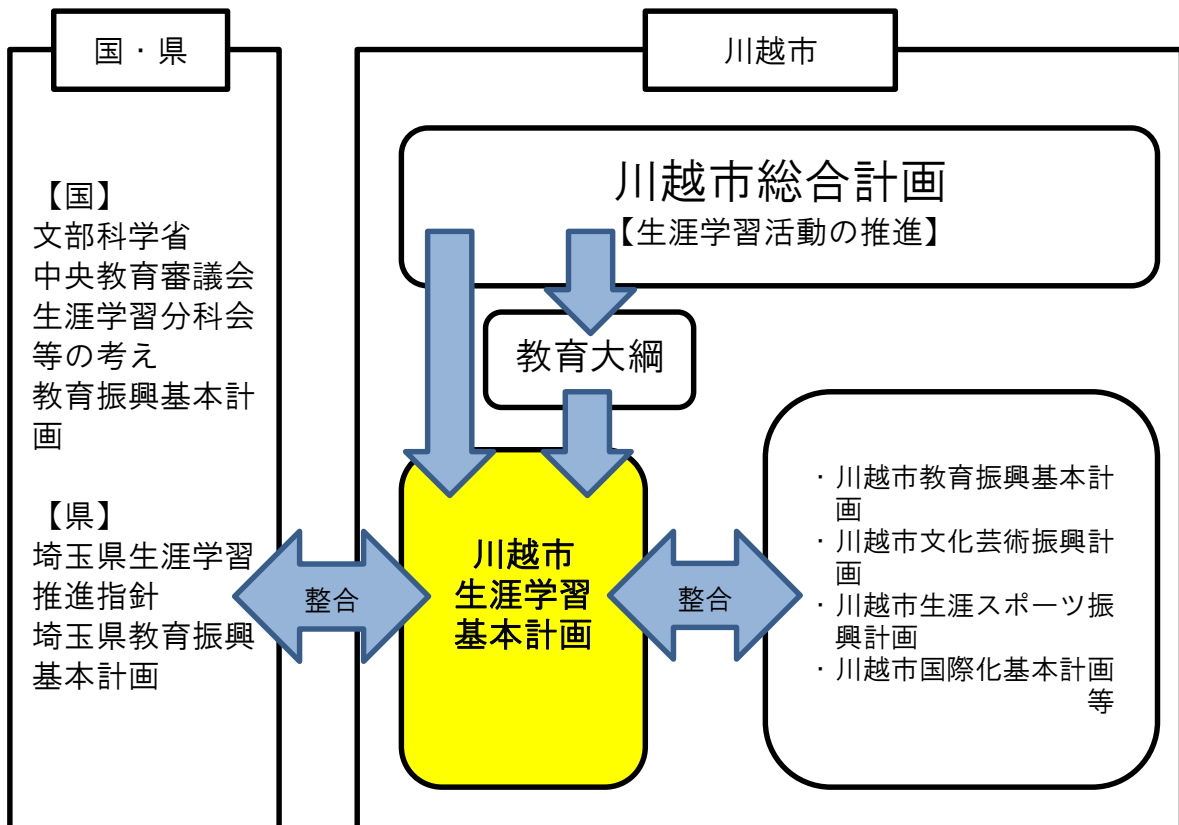 国・県
【国】
文部科学省
中央教育審議会
生涯学習分科会
等の考え
教育振興基本計
画
【県】
埼玉県生涯学習
推進指針
埼玉県教育振興
基本計画
川越市
川越市総合計画
【生涯学習活動の推進】
教育大綱
整合
川越市
生涯学習
基本計画
整合
・川越市教育振興基本計
画
・川越市文化芸術振興計
画
・川越市生涯スポーツ振
興計画
・川越市国際化基本計画
等